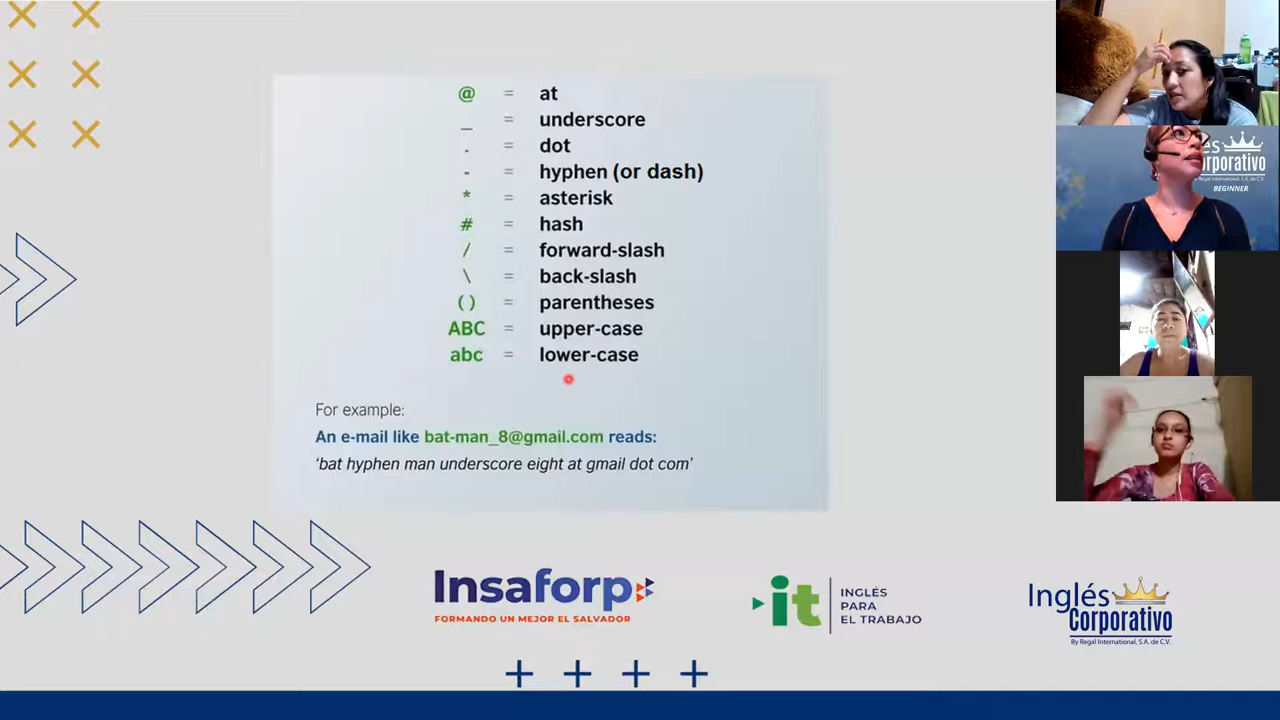 @ = at
_ = underscore
. = dot
- = hyphen (or dash)
* = asterisk
# = hash
/ = forward-slash
\ = back-slash
() = parentheses
ABC = upper-case
abc = lower-case
For example:
An e-mail like bat-man_8@gmail.com reads:
‘bat hyphen man underscore eight at gmail dot com’
Insaforp
FORMANDO UN MEJOR EL SALVADOR
it
INGLÉS
PARA
EL TRABAJO
Inglés
Corporativo
By Regal International, S.A. de C.V.
BEGINNER